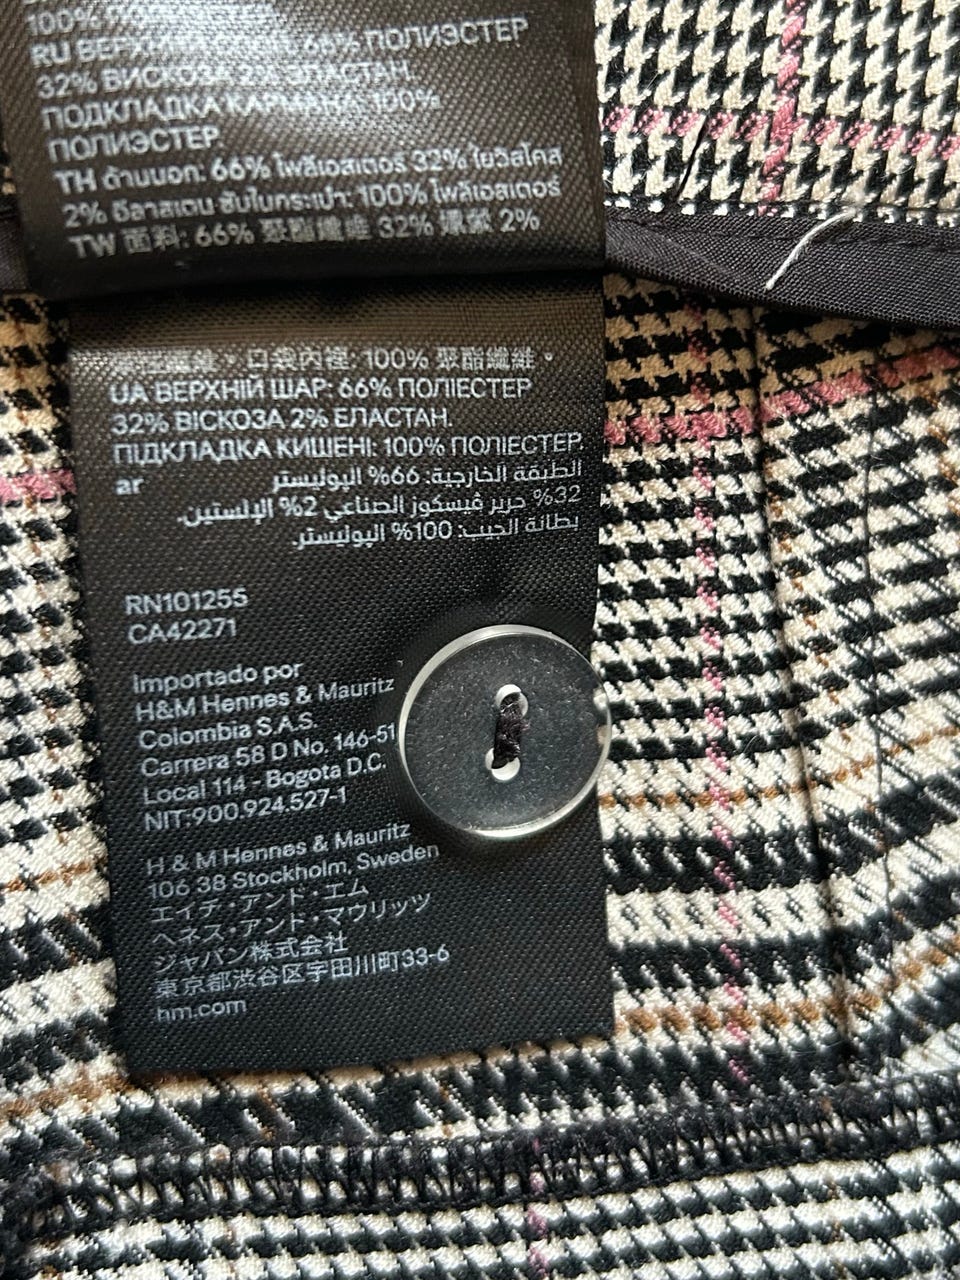 100% ПОЛИЭСТЕР.
RU ВЕРХНИЙ СЛОЙ: 66% ПОЛИЭСТЕР
32% ВИСКОЗА 2% ЭЛАСТАН.
ПОДКЛАДКА КАРМАНА: 100%
ПОЛИЭСТЕР.
TH ด้านนอก: 66% โพลีเอสเตอร์ 32% ใยวิสโคส
2% อีลาสเตน ซับในกระเป๋า: 100% โพลีเอสเตอร์
TW 面料: 66% 聚酯纖維 32% 嫘縈 2%
彈性纖維。口袋內裡: 100% 聚酯纖維。
UA ВЕРХНІЙ ШАР: 66% ПОЛІЕСТЕР
32% ВІСКОЗА 2% ЕЛАСТАН.
ПІДКЛАДКА КИШЕНІ: 100% ПОЛІЕСТЕР.
ar الطبقة الخارجية: 66% البوليستر
32% حرير ڤيسكوز الصناعي 2% الإلستين.
بطانة الجيب: 100% البوليستر.
RN101255
CA42271
Importado por
H&M Hennes & Mauritz
Colombia S.A.S.
Carrera 58 D No. 146-51
Local 114 - Bogota D.C.
NIT:900.924.527-1
H & M Hennes & Mauritz
106 38 Stockholm, Sweden
エイチ・アンド・エム
ヘネス・アンド・マウリッツ
ジャパン株式会社
東京都渋谷区宇田川町33-6
hm.com